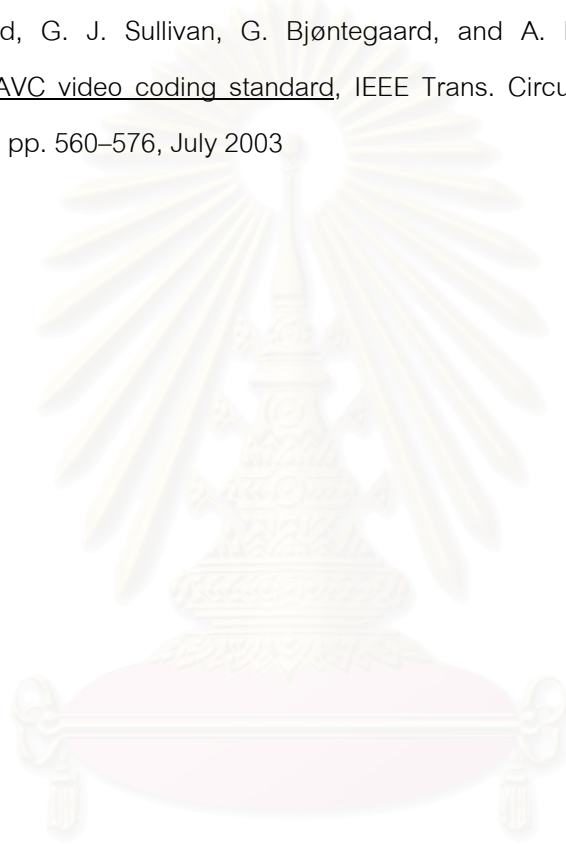 d, G. J. Sullivan, G. Bjøntegaard, and A.
AVC video coding standard, IEEE Trans. Circu
pp. 560–576, July 2003